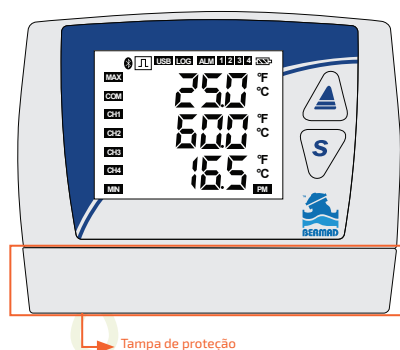 USB LOG ALM 1 2 3 4
MAX 25.0 °F
COM °C
CH1 60.0 °F
CH2 °C
CH3 16.5 °F
CH4 °C
MIN PM
S
BERMAD
Tampa de proteção